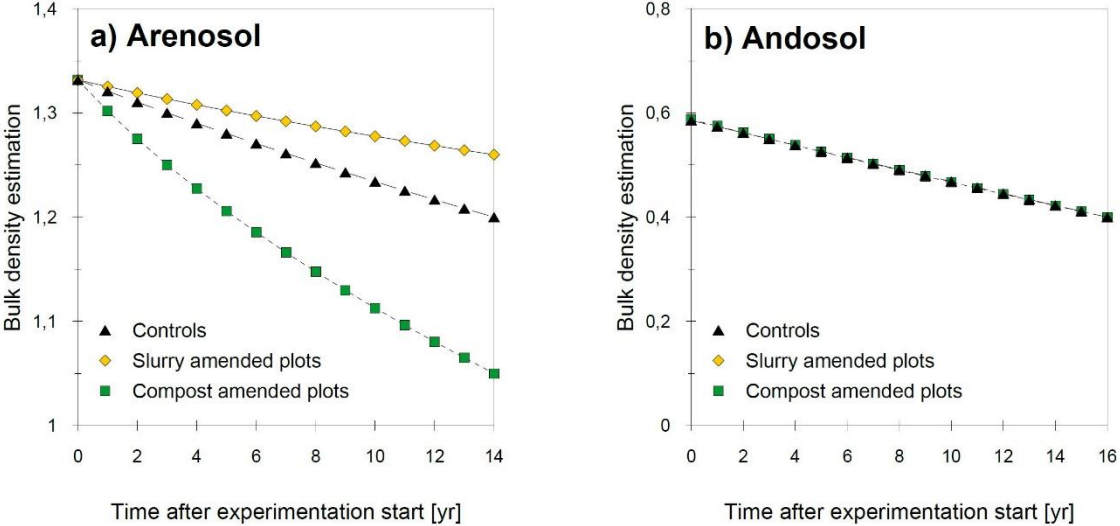 a) Arenosol
Bulk density estimation
1,4
1,3
1,2
1,1
1
Controls
Slurry amended plots
Compost amended plots
0 2 4 6 8 10 12 14
Time after experimentation start [yr]
b) Andosol
Bulk density estimation
0,8
0,6
0,4
0,2
0
Controls
Slurry amended plots
Compost amended plots
0 2 4 6 8 10 12 14 16
Time after experimentation start [yr]